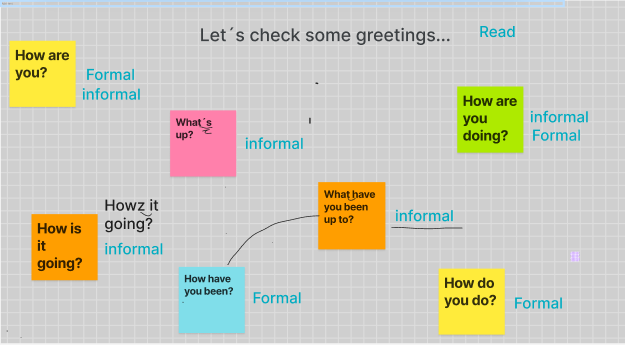 Let´s check some greetings...
Read
How are
you?
Formal
informal
What´s
up?
informal
How are
you
doing?
informal
Formal
Howz it
going?
How is
it
going?
informal
What have
you been
up to?
informal
How have
you been?
Formal
How do
you do?
Formal